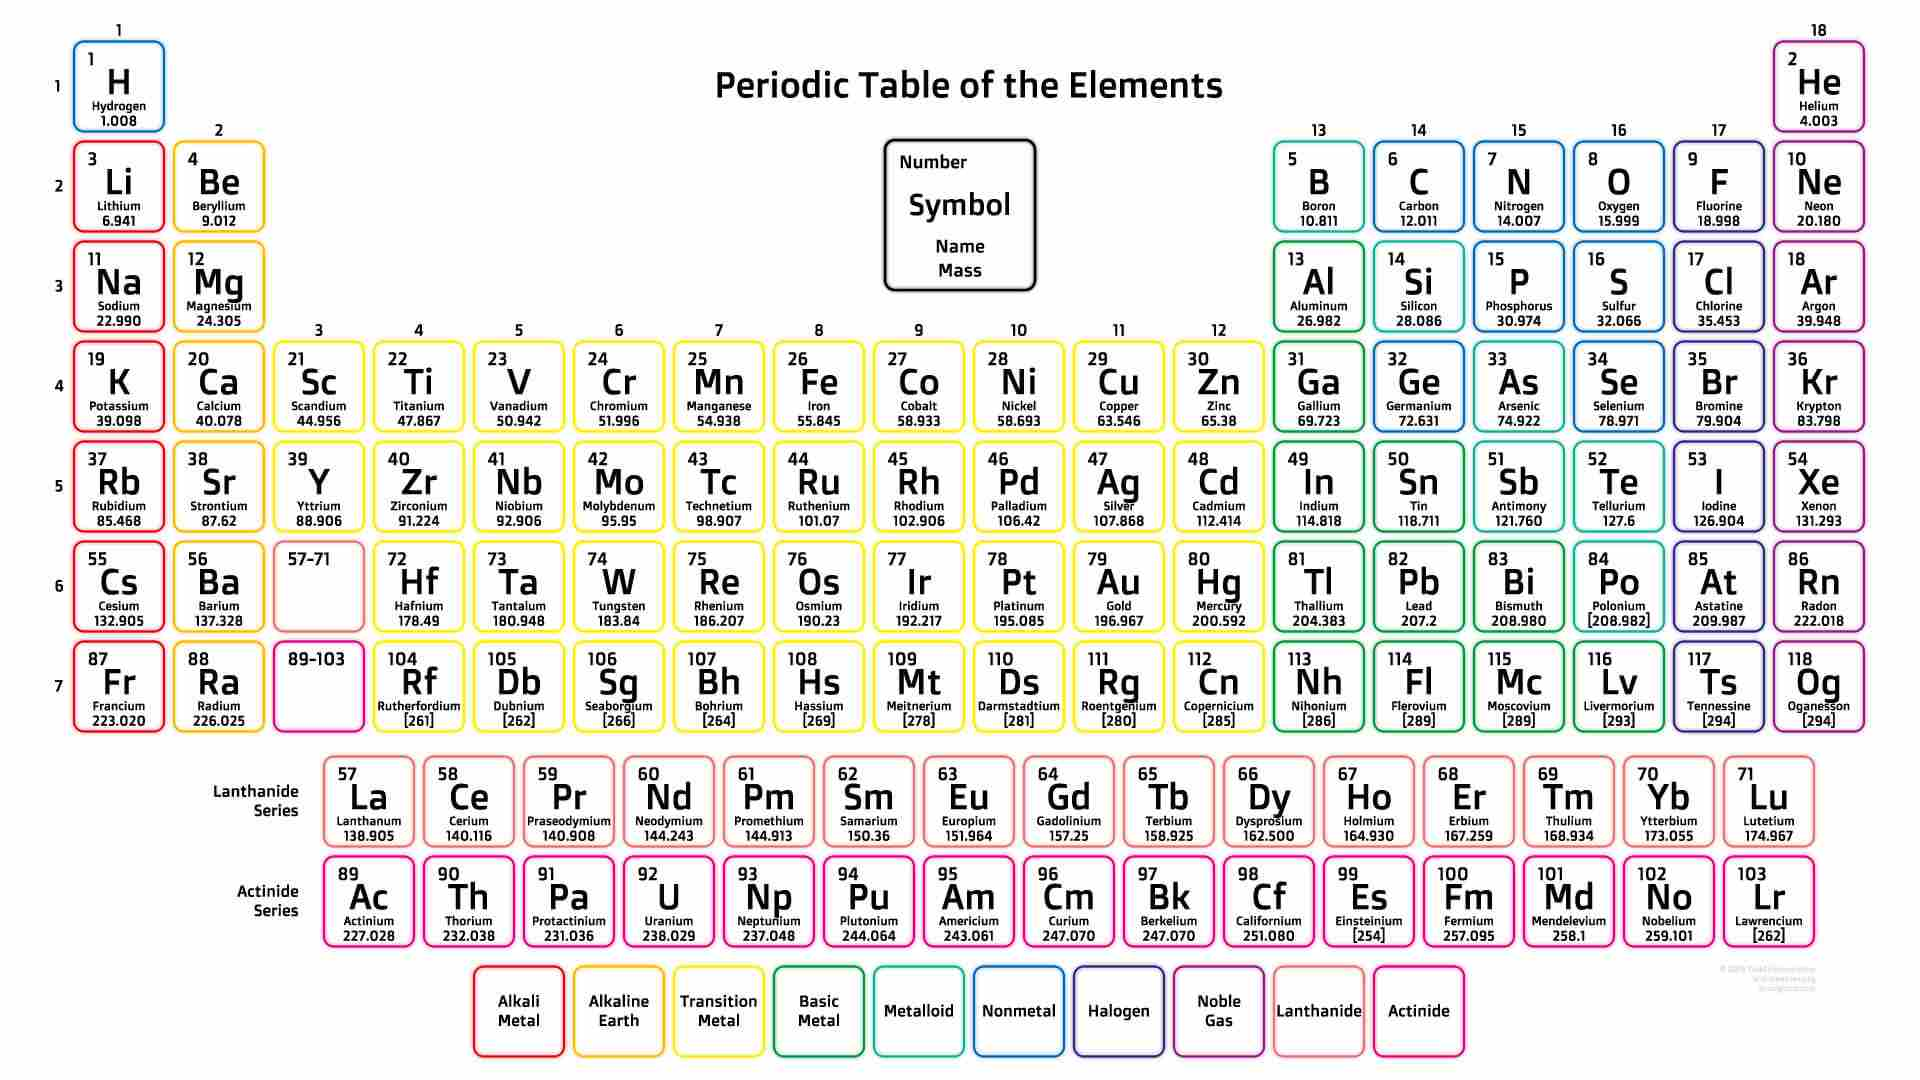 1
18
1
H
Hydrogen
1.008
2
He
Helium
4.003
1
Periodic Table of the Elements
2
13
14
15
16
17
Number
Symbol
Name
Mass
3
Li
Lithium
6.941
4
Be
Beryllium
9.012
5
B
Boron
10.811
6
C
Carbon
12.011
7
N
Nitrogen
14.007
8
O
Oxygen
15.999
9
F
Fluorine
18.998
10
Ne
Neon
20.180
2
11
Na
Sodium
22.990
12
Mg
Magnesium
24.305
13
Al
Aluminum
26.982
14
Si
Silicon
28.086
15
P
Phosphorus
30.974
16
S
Sulfur
32.066
17
Cl
Chlorine
35.453
18
Ar
Argon
39.948
3
3
4
5
6
7
8
9
10
11
12
19
K
Potassium
39.098
20
Ca
Calcium
40.078
21
Sc
Scandium
44.956
22
Ti
Titanium
47.867
23
V
Vanadium
50.942
24
Cr
Chromium
51.996
25
Mn
Manganese
54.938
26
Fe
Iron
55.845
27
Co
Cobalt
58.933
28
Ni
Nickel
58.693
29
Cu
Copper
63.546
30
Zn
Zinc
65.38
31
Ga
Gallium
69.723
32
Ge
Germanium
72.631
33
As
Arsenic
74.922
34
Se
Selenium
78.971
35
Br
Bromine
79.904
36
Kr
Krypton
83.798
4
37
Rb
Rubidium
85.468
38
Sr
Strontium
87.62
39
Y
Yttrium
88.906
40
Zr
Zirconium
91.224
41
Nb
Niobium
92.906
42
Mo
Molybdenum
95.95
43
Tc
Technetium
98.907
44
Ru
Ruthenium
101.07
45
Rh
Rhodium
102.906
46
Pd
Palladium
106.42
47
Ag
Silver
107.868
48
Cd
Cadmium
112.414
49
In
Indium
114.818
50
Sn
Tin
118.711
51
Sb
Antimony
121.760
52
Te
Tellurium
127.6
53
I
Iodine
126.904
54
Xe
Xenon
131.293
5
55
Cs
Cesium
132.905
56
Ba
Barium
137.328
57-71
72
Hf
Hafnium
178.49
73
Ta
Tantalum
180.948
74
W
Tungsten
183.84
75
Re
Rhenium
186.207
76
Os
Osmium
190.23
77
Ir
Iridium
192.217
78
Pt
Platinum
195.085
79
Au
Gold
196.967
80
Hg
Mercury
200.592
81
Tl
Thallium
204.383
82
Pb
Lead
207.2
83
Bi
Bismuth
208.980
84
Po
Polonium
[208.982]
85
At
Astatine
209.987
86
Rn
Radon
222.018
6
87
Fr
Francium
223.020
88
Ra
Radium
226.025
89-103
104
Rf
Rutherfordium
[261]
105
Db
Dubnium
[262]
106
Sg
Seaborgium
[266]
107
Bh
Bohrium
[264]
108
Hs
Hassium
[269]
109
Mt
Meitnerium
[278]
110
Ds
Darmstadtium
[281]
111
Rg
Roentgenium
[280]
112
Cn
Copernicium
[285]
113
Nh
Nihonium
[286]
114
Fl
Flerovium
[289]
115
Mc
Moscovium
[289]
116
Lv
Livermorium
[293]
117
Ts
Tennessine
[294]
118
Og
Oganesson
[294]
7
Lanthanide
Series
57
La
Lanthanum
138.905
58
Ce
Cerium
140.116
59
Pr
Praseodymium
140.908
60
Nd
Neodymium
144.243
61
Pm
Promethium
144.913
62
Sm
Samarium
150.36
63
Eu
Europium
151.964
64
Gd
Gadolinium
157.25
65
Tb
Terbium
158.925
66
Dy
Dysprosium
162.500
67
Ho
Holmium
164.930
68
Er
Erbium
167.259
69
Tm
Thulium
168.934
70
Yb
Ytterbium
173.055
71
Lu
Lutetium
174.967
Actinide
Series
89
Ac
Actinium
227.028
90
Th
Thorium
232.038
91
Pa
Protactinium
231.036
92
U
Uranium
238.029
93
Np
Neptunium
237.048
94
Pu
Plutonium
244.064
95
Am
Americium
243.061
96
Cm
Curium
247.070
97
Bk
Berkelium
247.070
98
Cf
Californium
251.080
99
Es
Einsteinium
[254]
100
Fm
Fermium
257.095
101
Md
Mendelevium
258.1
102
No
Nobelium
259.101
103
Lr
Lawrencium
[262]
Alkali
Metal
Alkaline
Earth
Transition
Metal
Basic
Metal
Metalloid
Nonmetal
Halogen
Noble
Gas
Lanthanide
Actinide